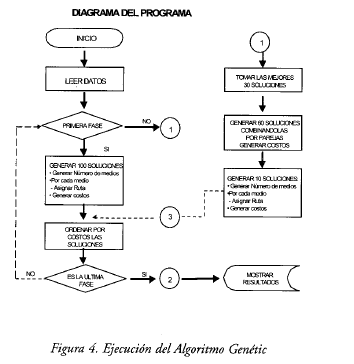 DIAGRAMA DEL PROGRAMA
INICIO
LEER DATOS
PRIMERA FASE
NO
1
SI
GENERAR 100 SOLUCIONES
• Generar Número de medios
•Por cada medio
- Asignar Ruta
• Generar costos
ORDENAR POR
COSTOS LAS
SOLUCIONES
NO
ES LA ULTIMA
FASE
SI
2
3
1
TOMAR LAS MEJORES
30 SOLUCIONES
GENERAR 60 SOLUCIONES
COMBINANDOLAS
POR PAREJAS
GENERAR COSTOS
GENERAR 10 SOLUCIONES
• Generar Número de medios
•Por cada medio
- Asignar Ruta
• Generar costos
MOSTRAR
RESULTADOS
Figura 4. Ejecución del Algoritmo Genétic